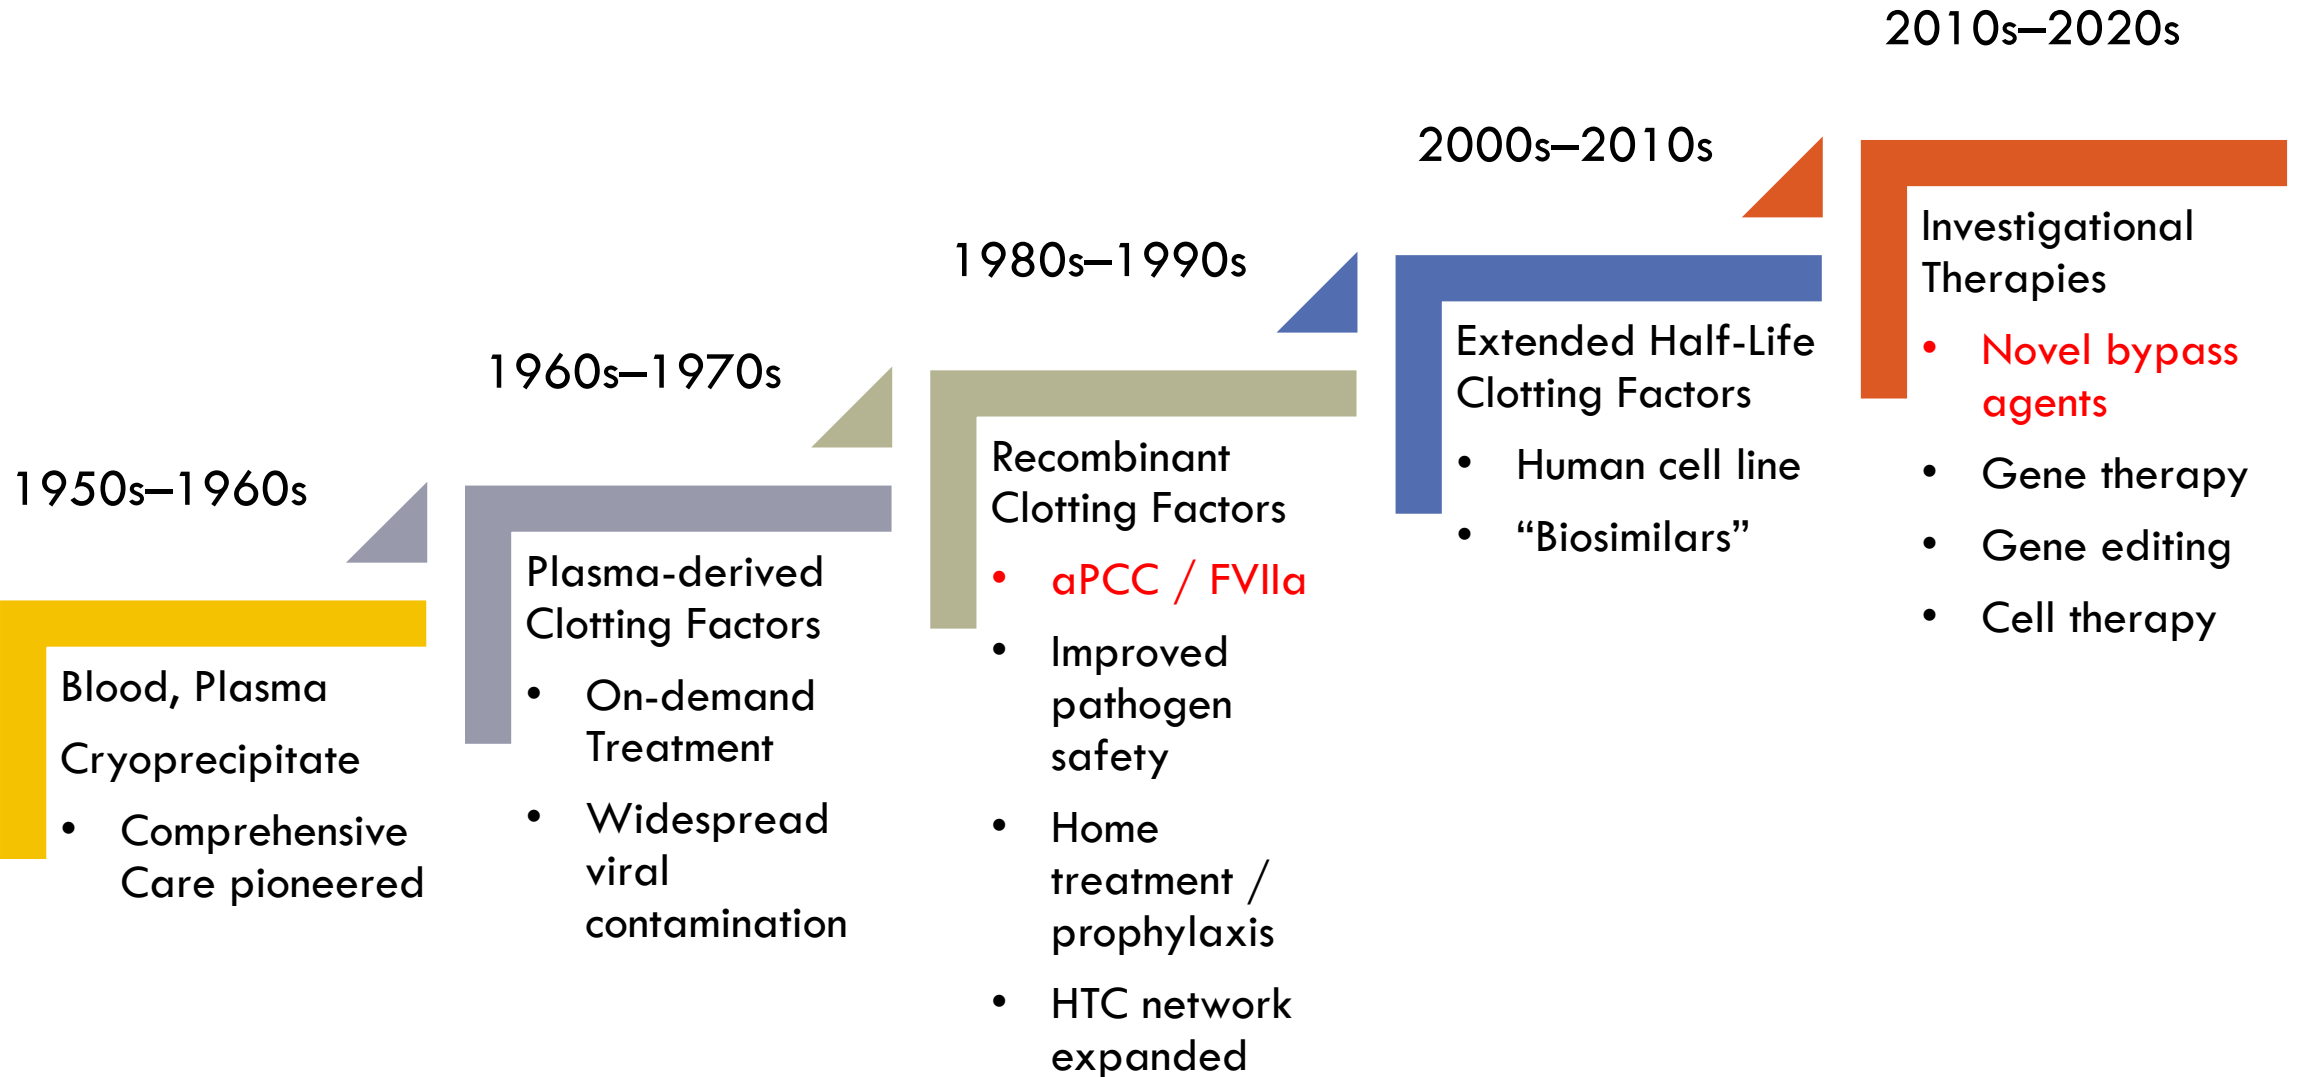 1950s–1960s
Blood, Plasma
Cryoprecipitate
• Comprehensive
Care pioneered
1960s–1970s
Plasma-derived
Clotting Factors
• On-demand
Treatment
• Widespread
viral
contamination
1980s–1990s
Recombinant
Clotting Factors
• aPCC / FVIIa
• Improved
pathogen
safety
• Home
treatment /
prophylaxis
• HTC network
expanded
2000s–2010s
Extended Half-Life
Clotting Factors
• Human cell line
• “Biosimilars”
2010s–2020s
Investigational
Therapies
• Novel bypass
agents
• Gene therapy
• Gene editing
• Cell therapy